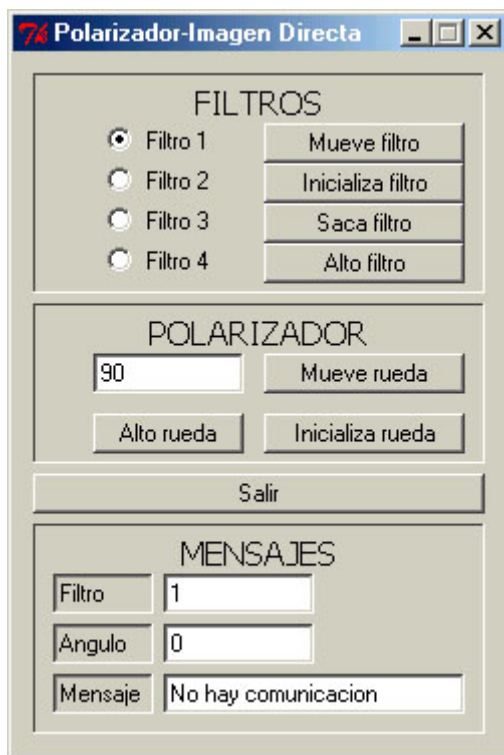 Polarizador-Imagen Directa
FILTROS
Filtro 1 Mueve filtro
Filtro 2 Inicializa filtro
Filtro 3 Saca filtro
Filtro 4 Alto filtro
POLARIZADOR
90 Mueve rueda
Alto rueda Inicializa rueda
Salir
MENSAJES
Filtro 1
Angulo 0
Mensaje No hay comunicacion